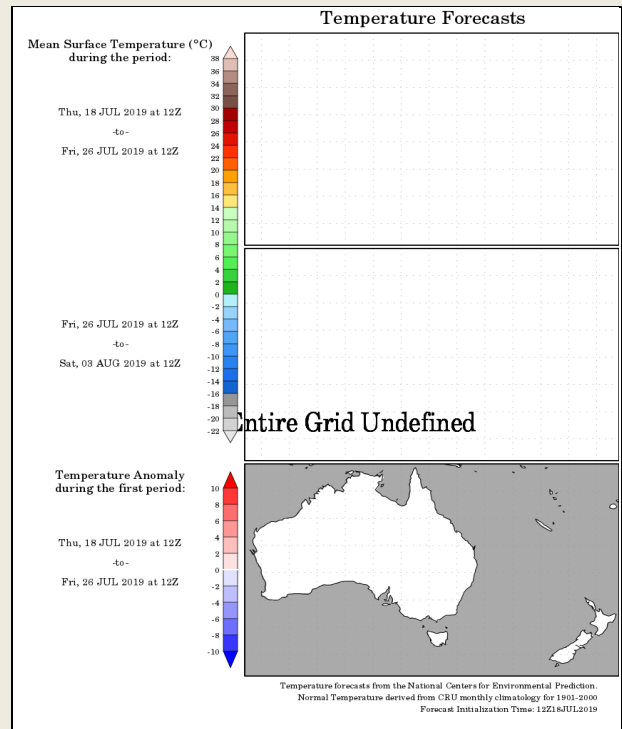 Temperature Forecasts
Mean Surface Temperature (°C)
during the period:
38
36
34
32
30
28
26
24
22
20
18
16
14
12
10
8
6
4
2
0
-2
-4
-6
-8
-10
-12
-14
-16
-18
-20
-22
Thu, 18 JUL 2019 at 12Z
-to-
Fri, 26 JUL 2019 at 12Z
Fri, 26 JUL 2019 at 12Z
-to-
Sat, 03 AUG 2019 at 12Z
Entire Grid Undefined
Temperature Anomaly
during the first period:
10
8
6
4
2
0
-2
-4
-6
-8
-10
Thu, 18 JUL 2019 at 12Z
-to-
Fri, 26 JUL 2019 at 12Z
Temperature forecasts from the National Centers for Environmental Prediction.
Normal Temperature derived from CRU monthly climatology for 1901-2000
Forecast Initialization Time: 12Z18JUL2019